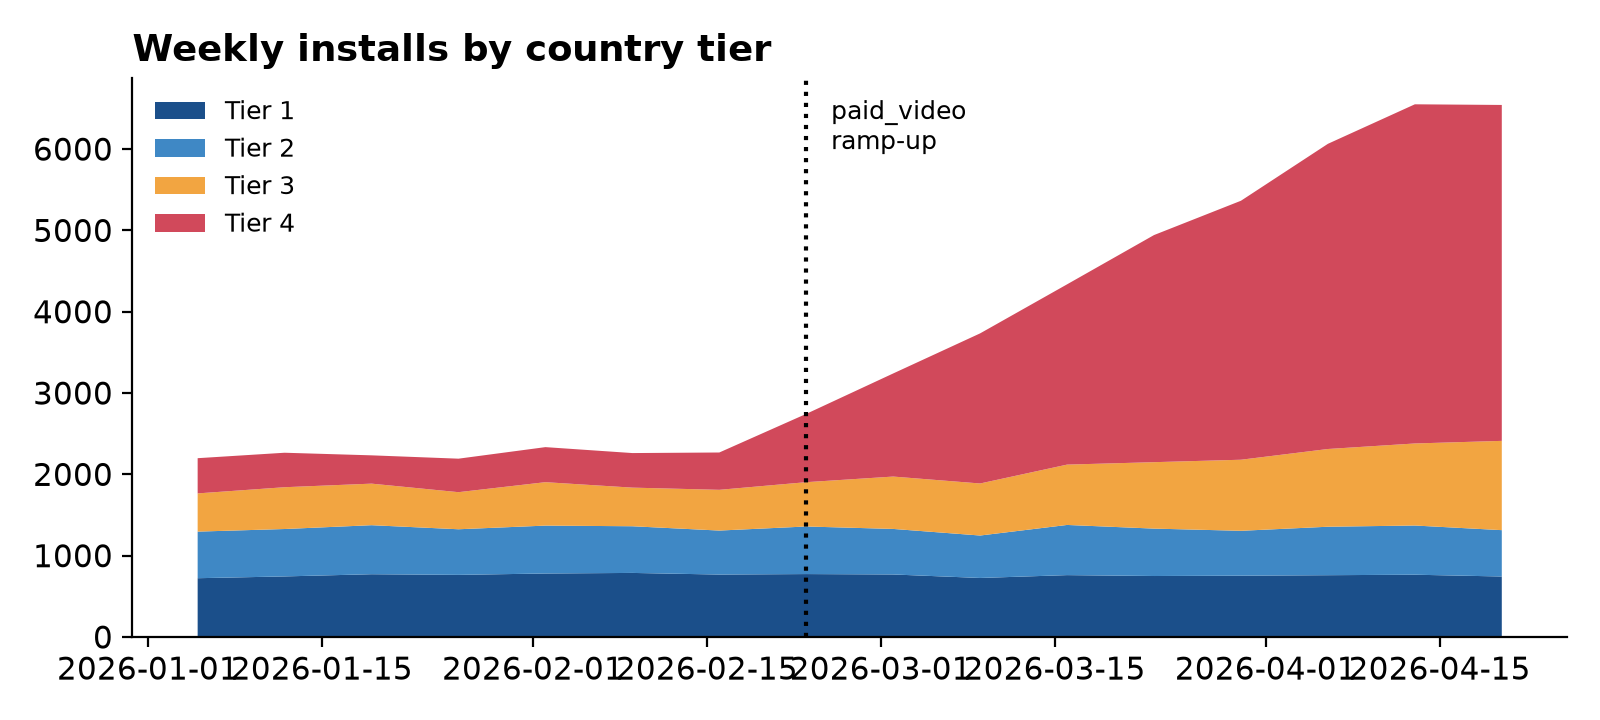 Weekly installs by country tier
Tier 1
Tier 2
Tier 3
Tier 4
paid_video
ramp-up
6000
5000
4000
3000
2000
1000
0
2026-01-01
2026-01-15
2026-02-01
2026-02-15
2026-03-01
2026-03-15
2026-04-01
2026-04-15